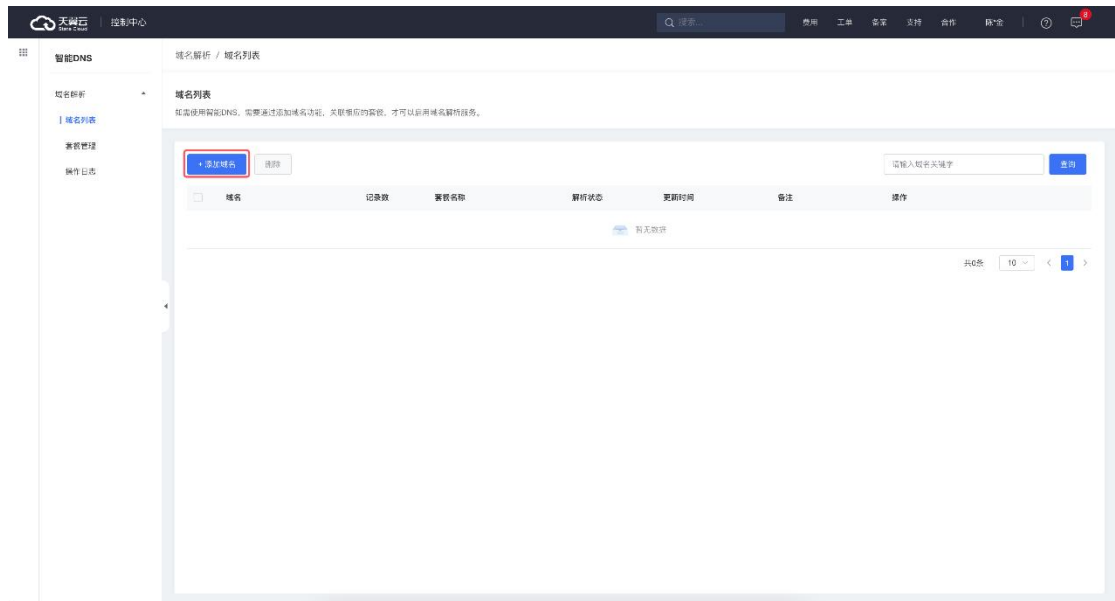 天翼云 控制中心 搜索... 费用 工单 备案 支持 合作 陈*金 8
智能DNS
域名解析 / 域名列表
域名解析
域名列表
套餐管理
操作日志
域名列表
如需使用智能DNS，需要通过添加域名功能，关联相应的套餐，才可以启用域名解析服务。
+ 添加域名 删除 请输入域名关键字 查询
域名 记录数 套餐名称 解析状态 更新时间 备注 操作
暂无数据
共0条 10 1